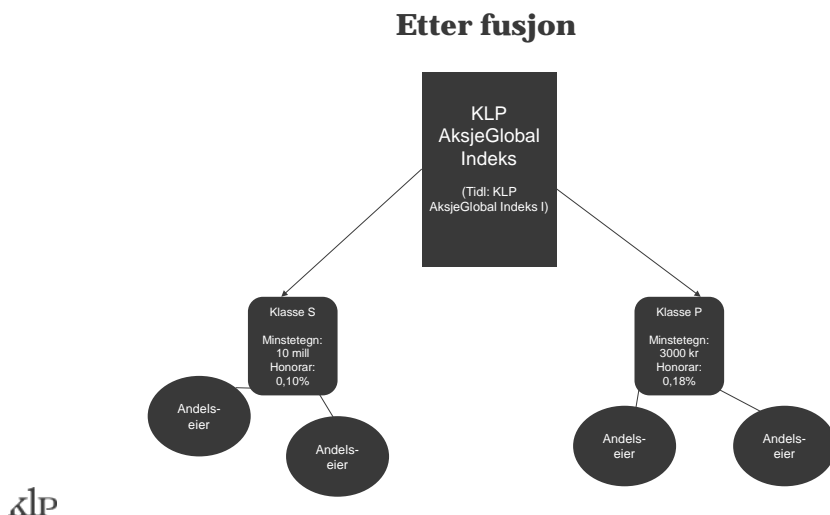 Etter fusjon
KLP
AksjeGlobal
Indeks
(Tidl: KLP
AksjeGlobal Indeks I)
Klasse S
Minstetegn:
10 mill
Honorar:
0,10%
Klasse P
Minstetegn:
3000 kr
Honorar:
0,18%
Andels-
eier
Andels-
eier
Andels-
eier
Andels-
eier
klp